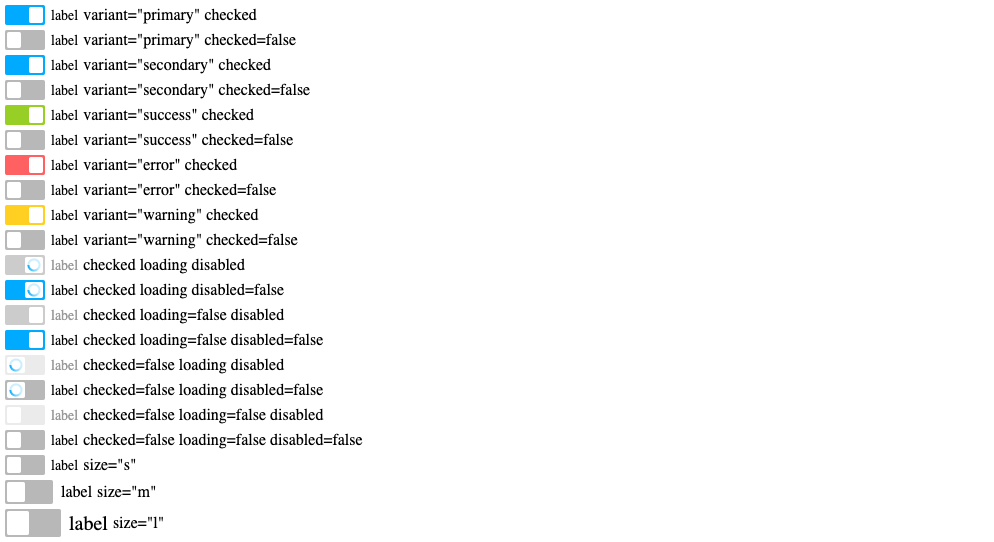 label variant="primary" checked
label variant="primary" checked=false
label variant="secondary" checked
label variant="secondary" checked=false
label variant="success" checked
label variant="success" checked=false
label variant="error" checked
label variant="error" checked=false
label variant="warning" checked
label variant="warning" checked=false
label checked loading disabled
label checked loading disabled=false
label checked loading=false disabled
label checked loading=false disabled=false
label checked=false loading disabled
label checked=false loading disabled=false
label checked=false loading=false disabled
label checked=false loading=false disabled=false
label size="s"
label size="m"
label size="l"